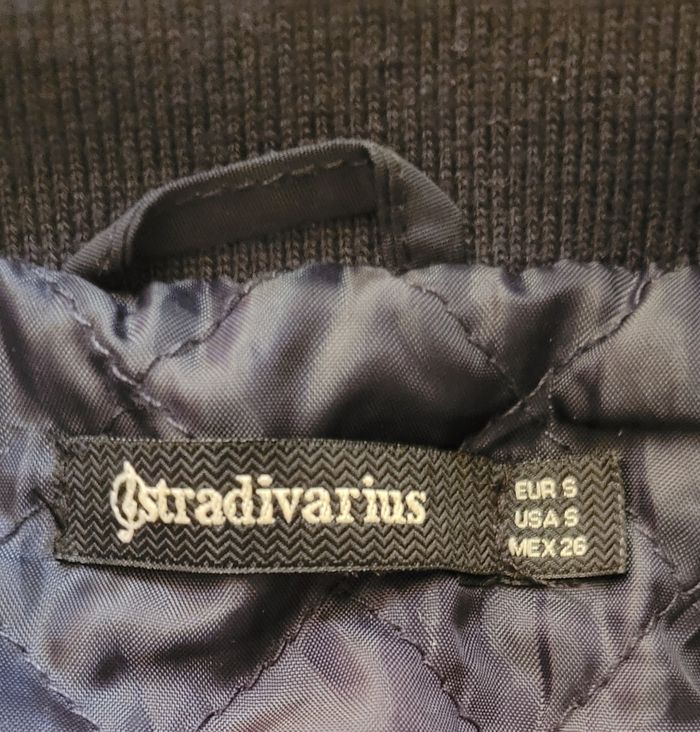 stradivarius
EUR S
USA S
MEX 26